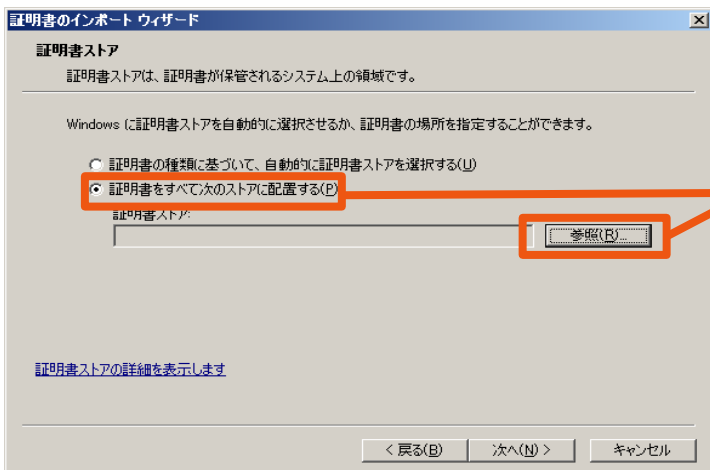 証明書のインポート ウィザード
証明書ストア
証明書ストアは、証明書が保管されるシステム上の領域です。
Windows に証明書ストアを自動的に選択させるか、証明書の場所を指定することができます。
証明書の種類に基づいて、自動的に証明書ストアを選択する(U)
証明書をすべて次のストアに配置する(P)
証明書ストア:
参照(R)...
証明書ストアの詳細を表示します
< 戻る(B) 次へ(N) > キャンセル